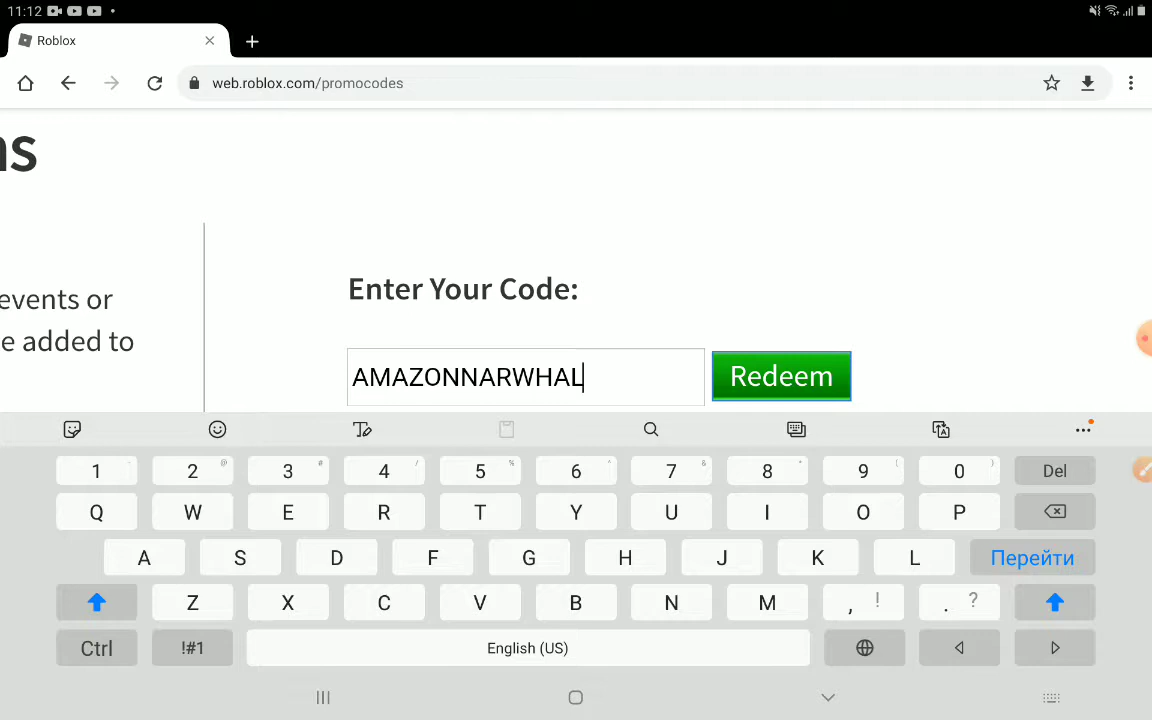 11:12
Roblox
web.roblox.com/promocodes
ns
events or
e added to
Enter Your Code:
AMAZONNARWHAL
Redeem
1 2 @ 3 # 4 / 5 % 6 ^ 7 & 8 * 9 ( 0 ) Del
Q W E R T Y U I O P
A S D F G H J K L Перейти
Z X C V B N M , ! . ?
Ctrl !#1 English (US)